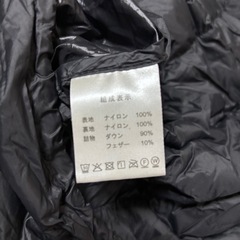 組成表示
表地 ナイロン 100%
裏地 ナイロン 100%
詰物 ダウン 90%
フェザー 10%